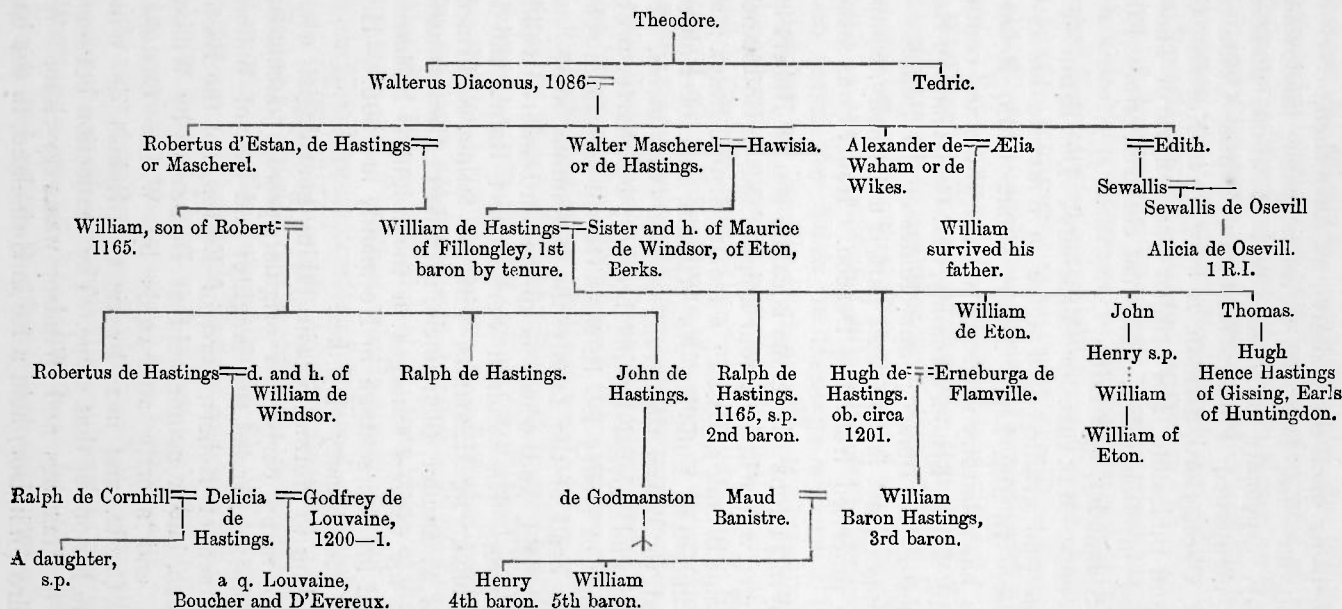 Theodore.
Walterus Diaconus, 1086
Tedric.
Robertus d'Estan, de Hastings
or Mascherel.
Walter Mascherel
or de Hastings.
Hawisia.
Alexander de
Waham or de
Wikes.
Ælia
Edith.
Sewallis
Sewallis de Osevill
Alicia de Osevill.
1 R.I.
William, son of Robert
1165.
William de Hastings
of Fillongley, 1st
baron by tenure.
Sister and h. of Maurice
de Windsor, of Eton,
Berks.
William
survived his
father.
William
de Eton.
John
Thomas.
Henry s.p.
William
William of
Eton.
Hugh
Hence Hastings
of Gissing, Earls
of Huntingdon.
Robertus de Hastings
d. and h. of
William de
Windsor.
Ralph de Hastings.
John de
Hastings.
Ralph de
Hastings.
1165, s.p.
2nd baron.
Hugh de
Hastings.
ob. circa
1201.
Erneburga de
Flamville.
Ralph de Cornhill
Delicia
de
Hastings.
Godfrey de
Louvaine,
1200—1.
de Godmanston
Maud
Banistre.
William
Baron Hastings,
3rd baron.
A daughter,
s.p.
a q. Louvaine,
Boucher and D'Evereux.
Henry
4th baron.
William
5th baron.